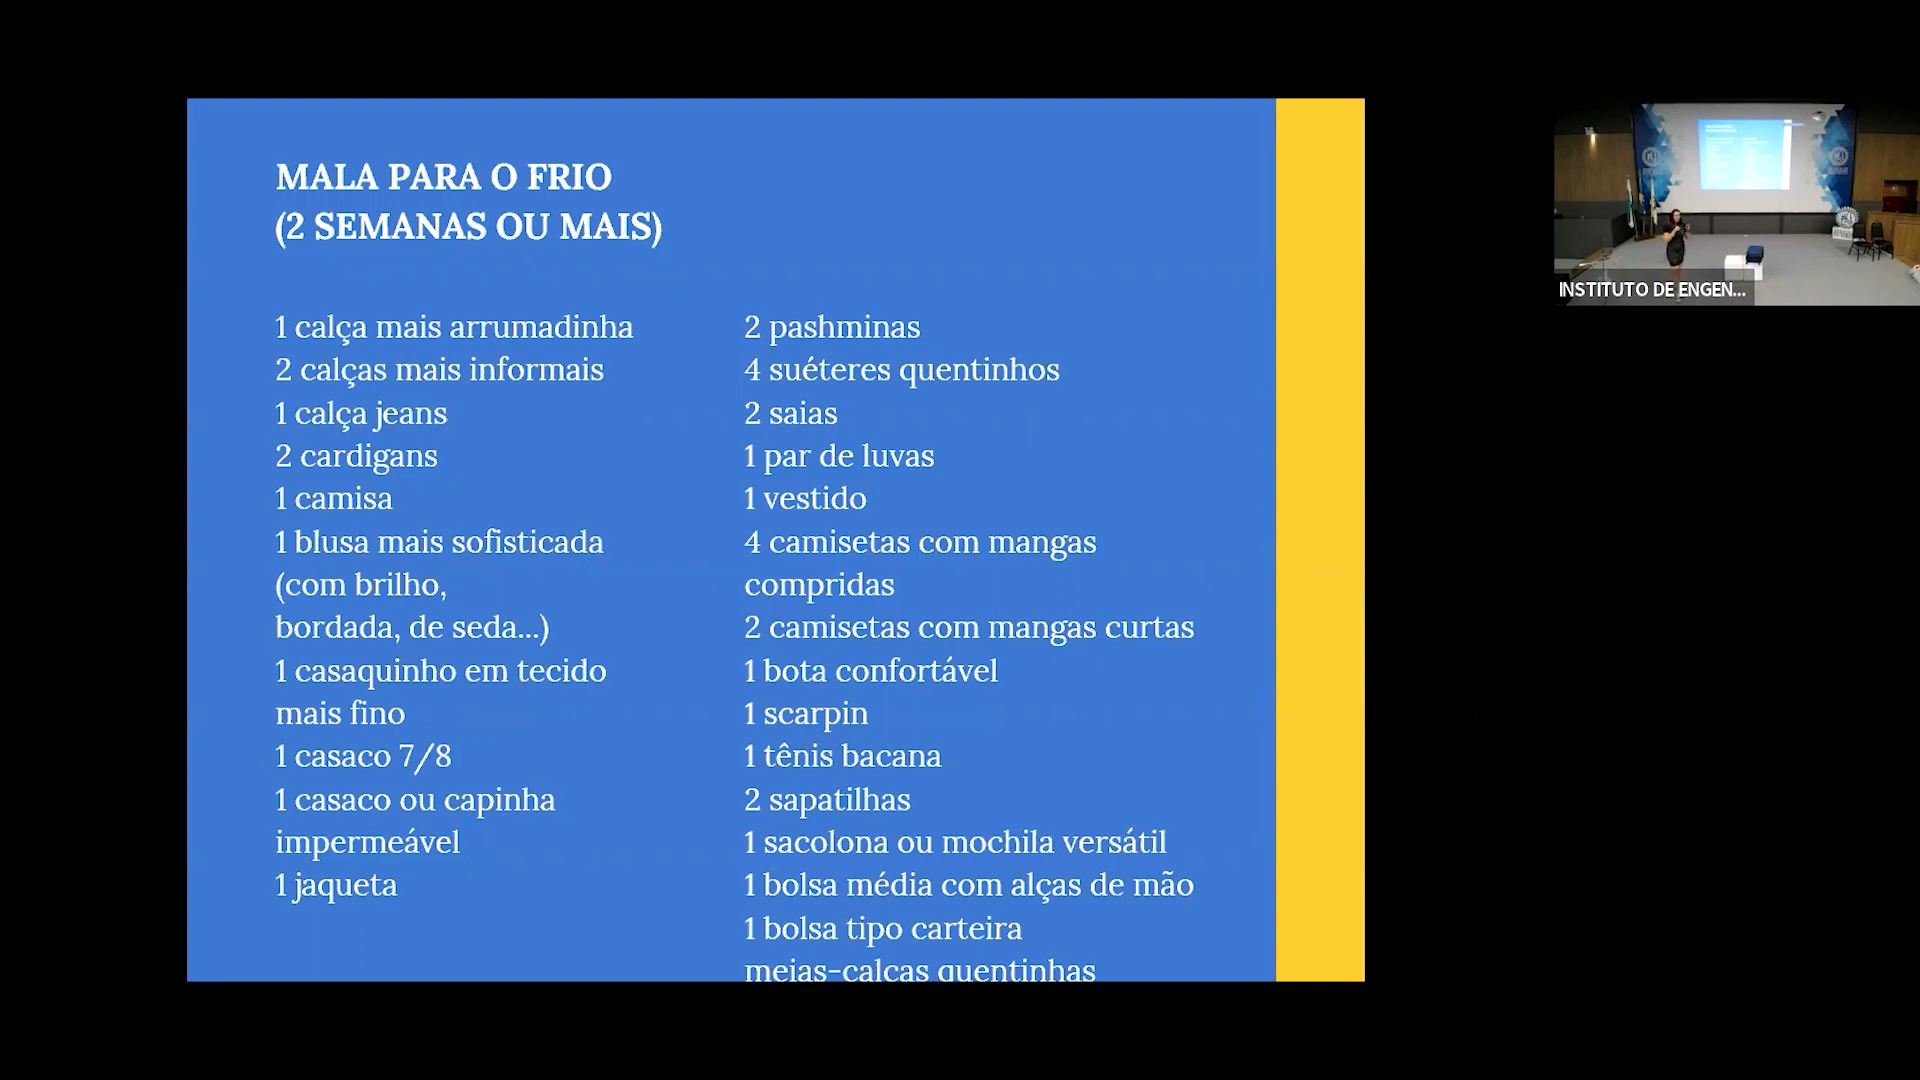 MALA PARA O FRIO
(2 SEMANAS OU MAIS)
1 calça mais arrumadinha
2 calças mais informais
1 calça jeans
2 cardigans
1 camisa
1 blusa mais sofisticada
(com brilho,
bordada, de seda...)
1 casaquinho em tecido
mais fino
1 casaco 7/8
1 casaco ou capinha
impermeável
1 jaqueta
2 pashminas
4 suéteres quentinhos
2 saias
1 par de luvas
1 vestido
4 camisetas com mangas
compridas
2 camisetas com mangas curtas
1 bota confortável
1 scarpin
1 tênis bacana
2 sapatilhas
1 sacolona ou mochila versátil
1 bolsa média com alças de mão
1 bolsa tipo carteira
meias-calças quentinhas
INSTITUTO DE ENGEN...